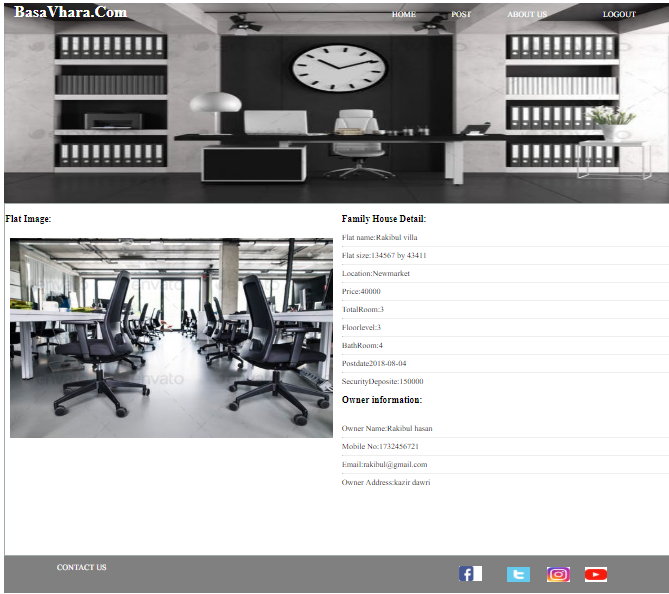 BasaVhara.Com
HOME POST ABOUT US LOGOUT
Flat Image:
Family House Detail:
Flat name:Rakibul villa
Flat size:134567 by 43411
Location:Newmarket
Price:40000
TotalRoom:3
Floorlevel:3
BathRoom:4
Postdate2018-08-04
SecurityDeposite:150000
Owner information:
Owner Name:Rakibul hasan
Mobile No:1732456721
Email:rakibul@gmail.com
Owner Address:kazir dawri
CONTACT US